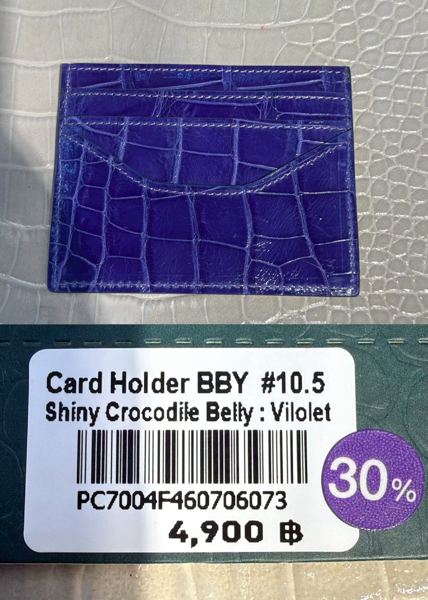 Card Holder BBY #10.5
Shiny Crocodile Belly : Vilolet
PC7004F460706073
4,900 ฿
30%